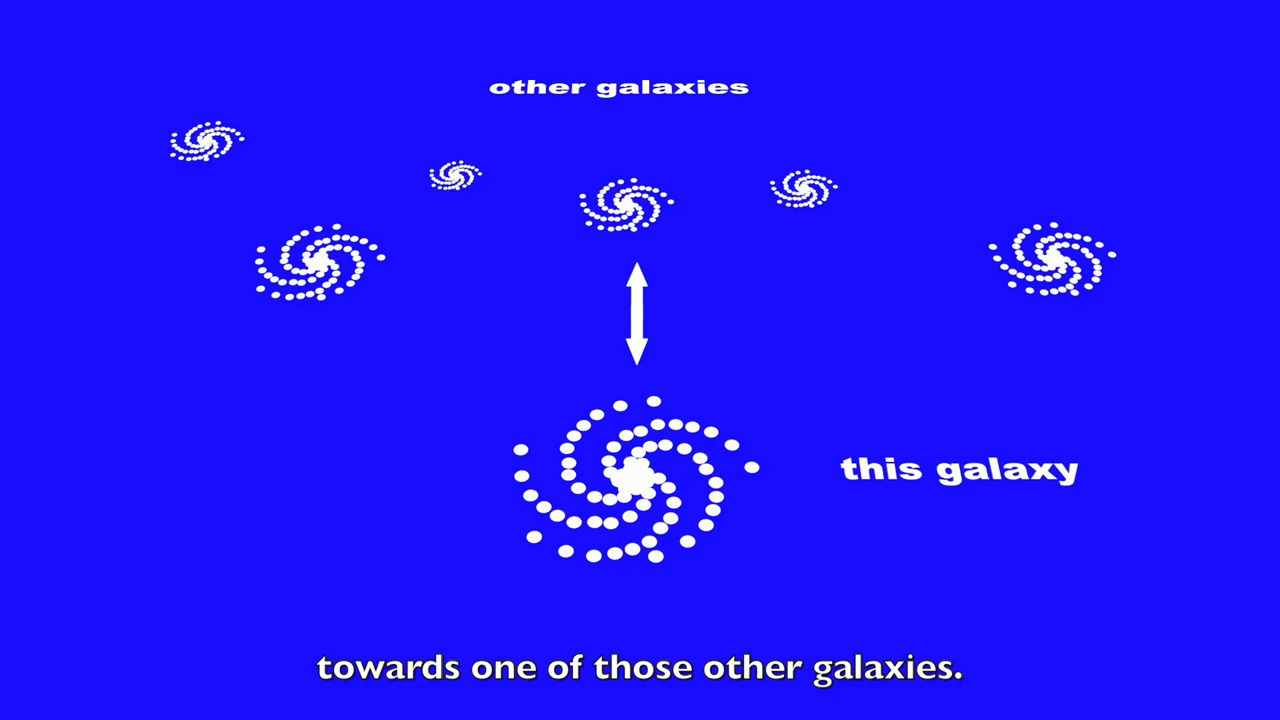 other galaxies
this galaxy
towards one of those other galaxies.